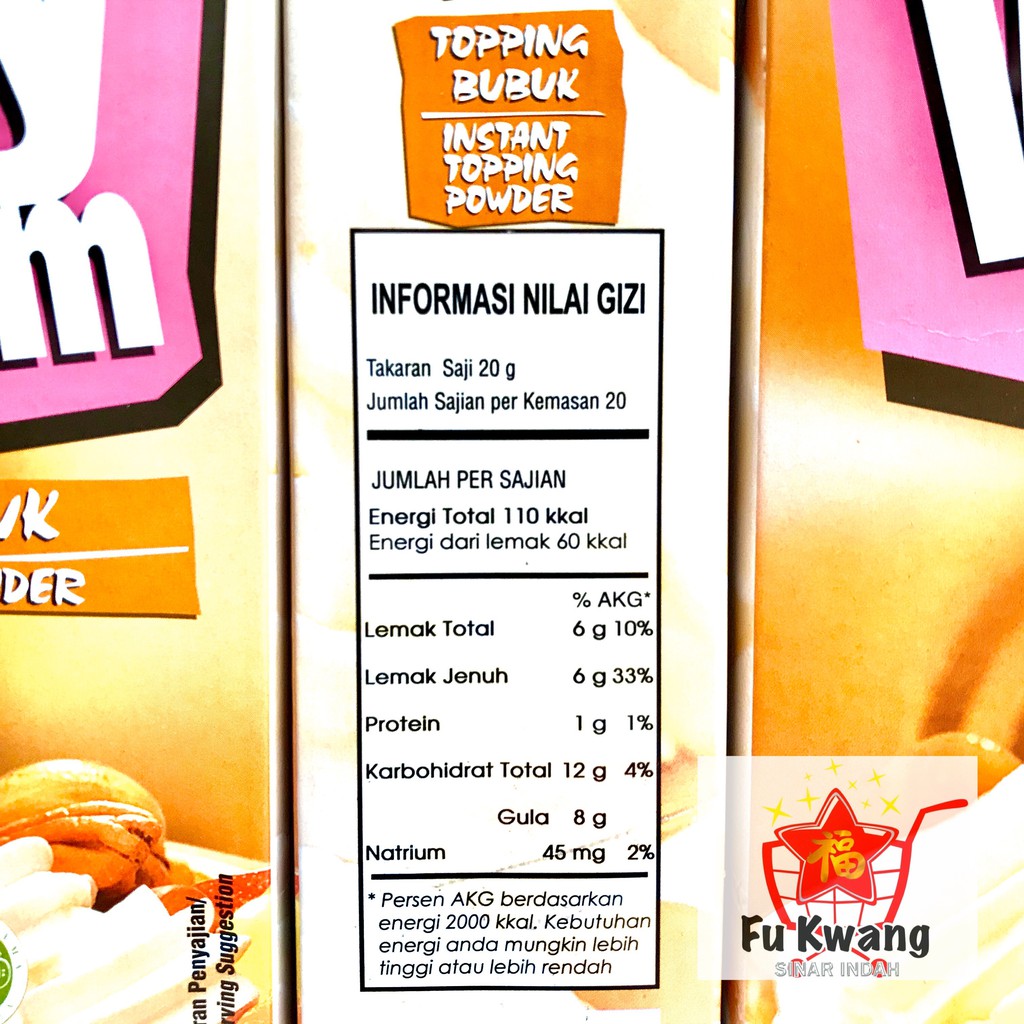 TOPPING
BUBUK
INSTANT
TOPPING
POWDER
INFORMASI NILAI GIZI
Takaran Saji 20 g
Jumlah Sajian per Kemasan 20
JUMLAH PER SAJIAN
Energi Total 110 kkal
Energi dari lemak 60 kkal
% AKG*
Lemak Total 6 g 10%
Lemak Jenuh 6 g 33%
Protein 1 g 1%
Karbohidrat Total 12 g 4%
Gula 8 g
Natrium 45 mg 2%
* Persen AKG berdasarkan
energi 2000 kkal. Kebutuhan
energi anda mungkin lebih
tinggi atau lebih rendah
Penyajian/
Suggestion
福
Fu Kwang
SINAR INDAH